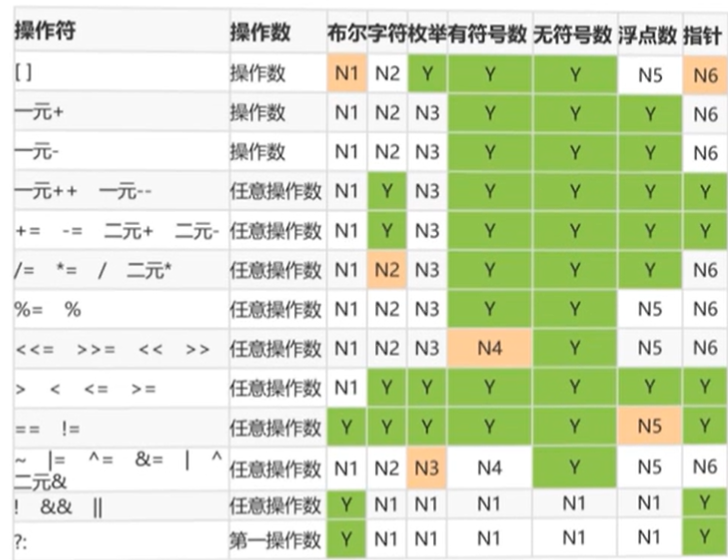 操作符 操作数 布尔 字符 枚举 有符号数 无符号数 浮点数 指针
[ ] 操作数 N1 N2 Y Y Y N5 N6
一元+ 操作数 N1 N2 N3 Y Y Y N6
一元- 操作数 N1 N2 N3 Y Y Y N6
一元++ 一元-- 任意操作数 N1 Y N3 Y Y Y Y
+= -= 二元+ 二元- 任意操作数 N1 Y N3 Y Y Y Y
/= *= / 二元* 任意操作数 N1 N2 N3 Y Y Y N6
%= % 任意操作数 N1 N2 N3 Y Y N5 N6
<<= >>= << >> 任意操作数 N1 N2 N3 N4 Y N5 N6
> < <= >= 任意操作数 N1 Y Y Y Y Y Y
== != 任意操作数 Y Y Y Y Y N5 Y
~ |= ^= &= | ^
二元& 任意操作数 N1 N2 N3 N4 Y N5 N6
! && || 任意操作数 Y N1 N1 N1 N1 N1 Y
?: 第一操作数 Y N1 N1 N1 N1 N1 Y